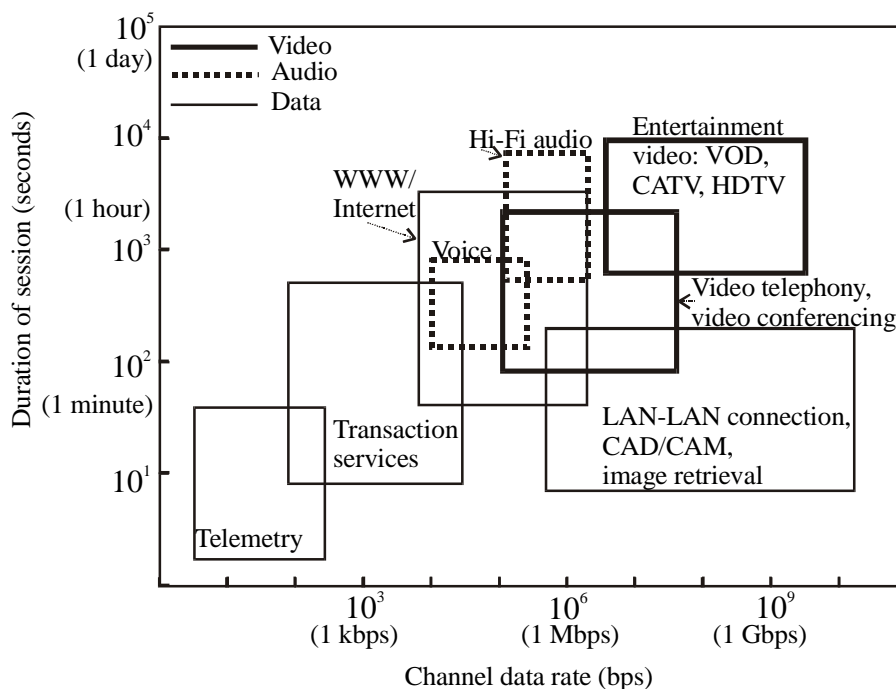 10^5
(1 day)
Video
Audio
Data
10^4
Hi-Fi audio
Entertainment
video: VOD,
CATV, HDTV
WWW/
Internet
(1 hour)
10^3
Voice
Video telephony,
video conferencing
10^2
(1 minute)
Transaction
services
LAN-LAN connection,
CAD/CAM,
image retrieval
10^1
Telemetry
Duration of session (seconds)
10^3
(1 kbps)
10^6
(1 Mbps)
10^9
(1 Gbps)
Channel data rate (bps)